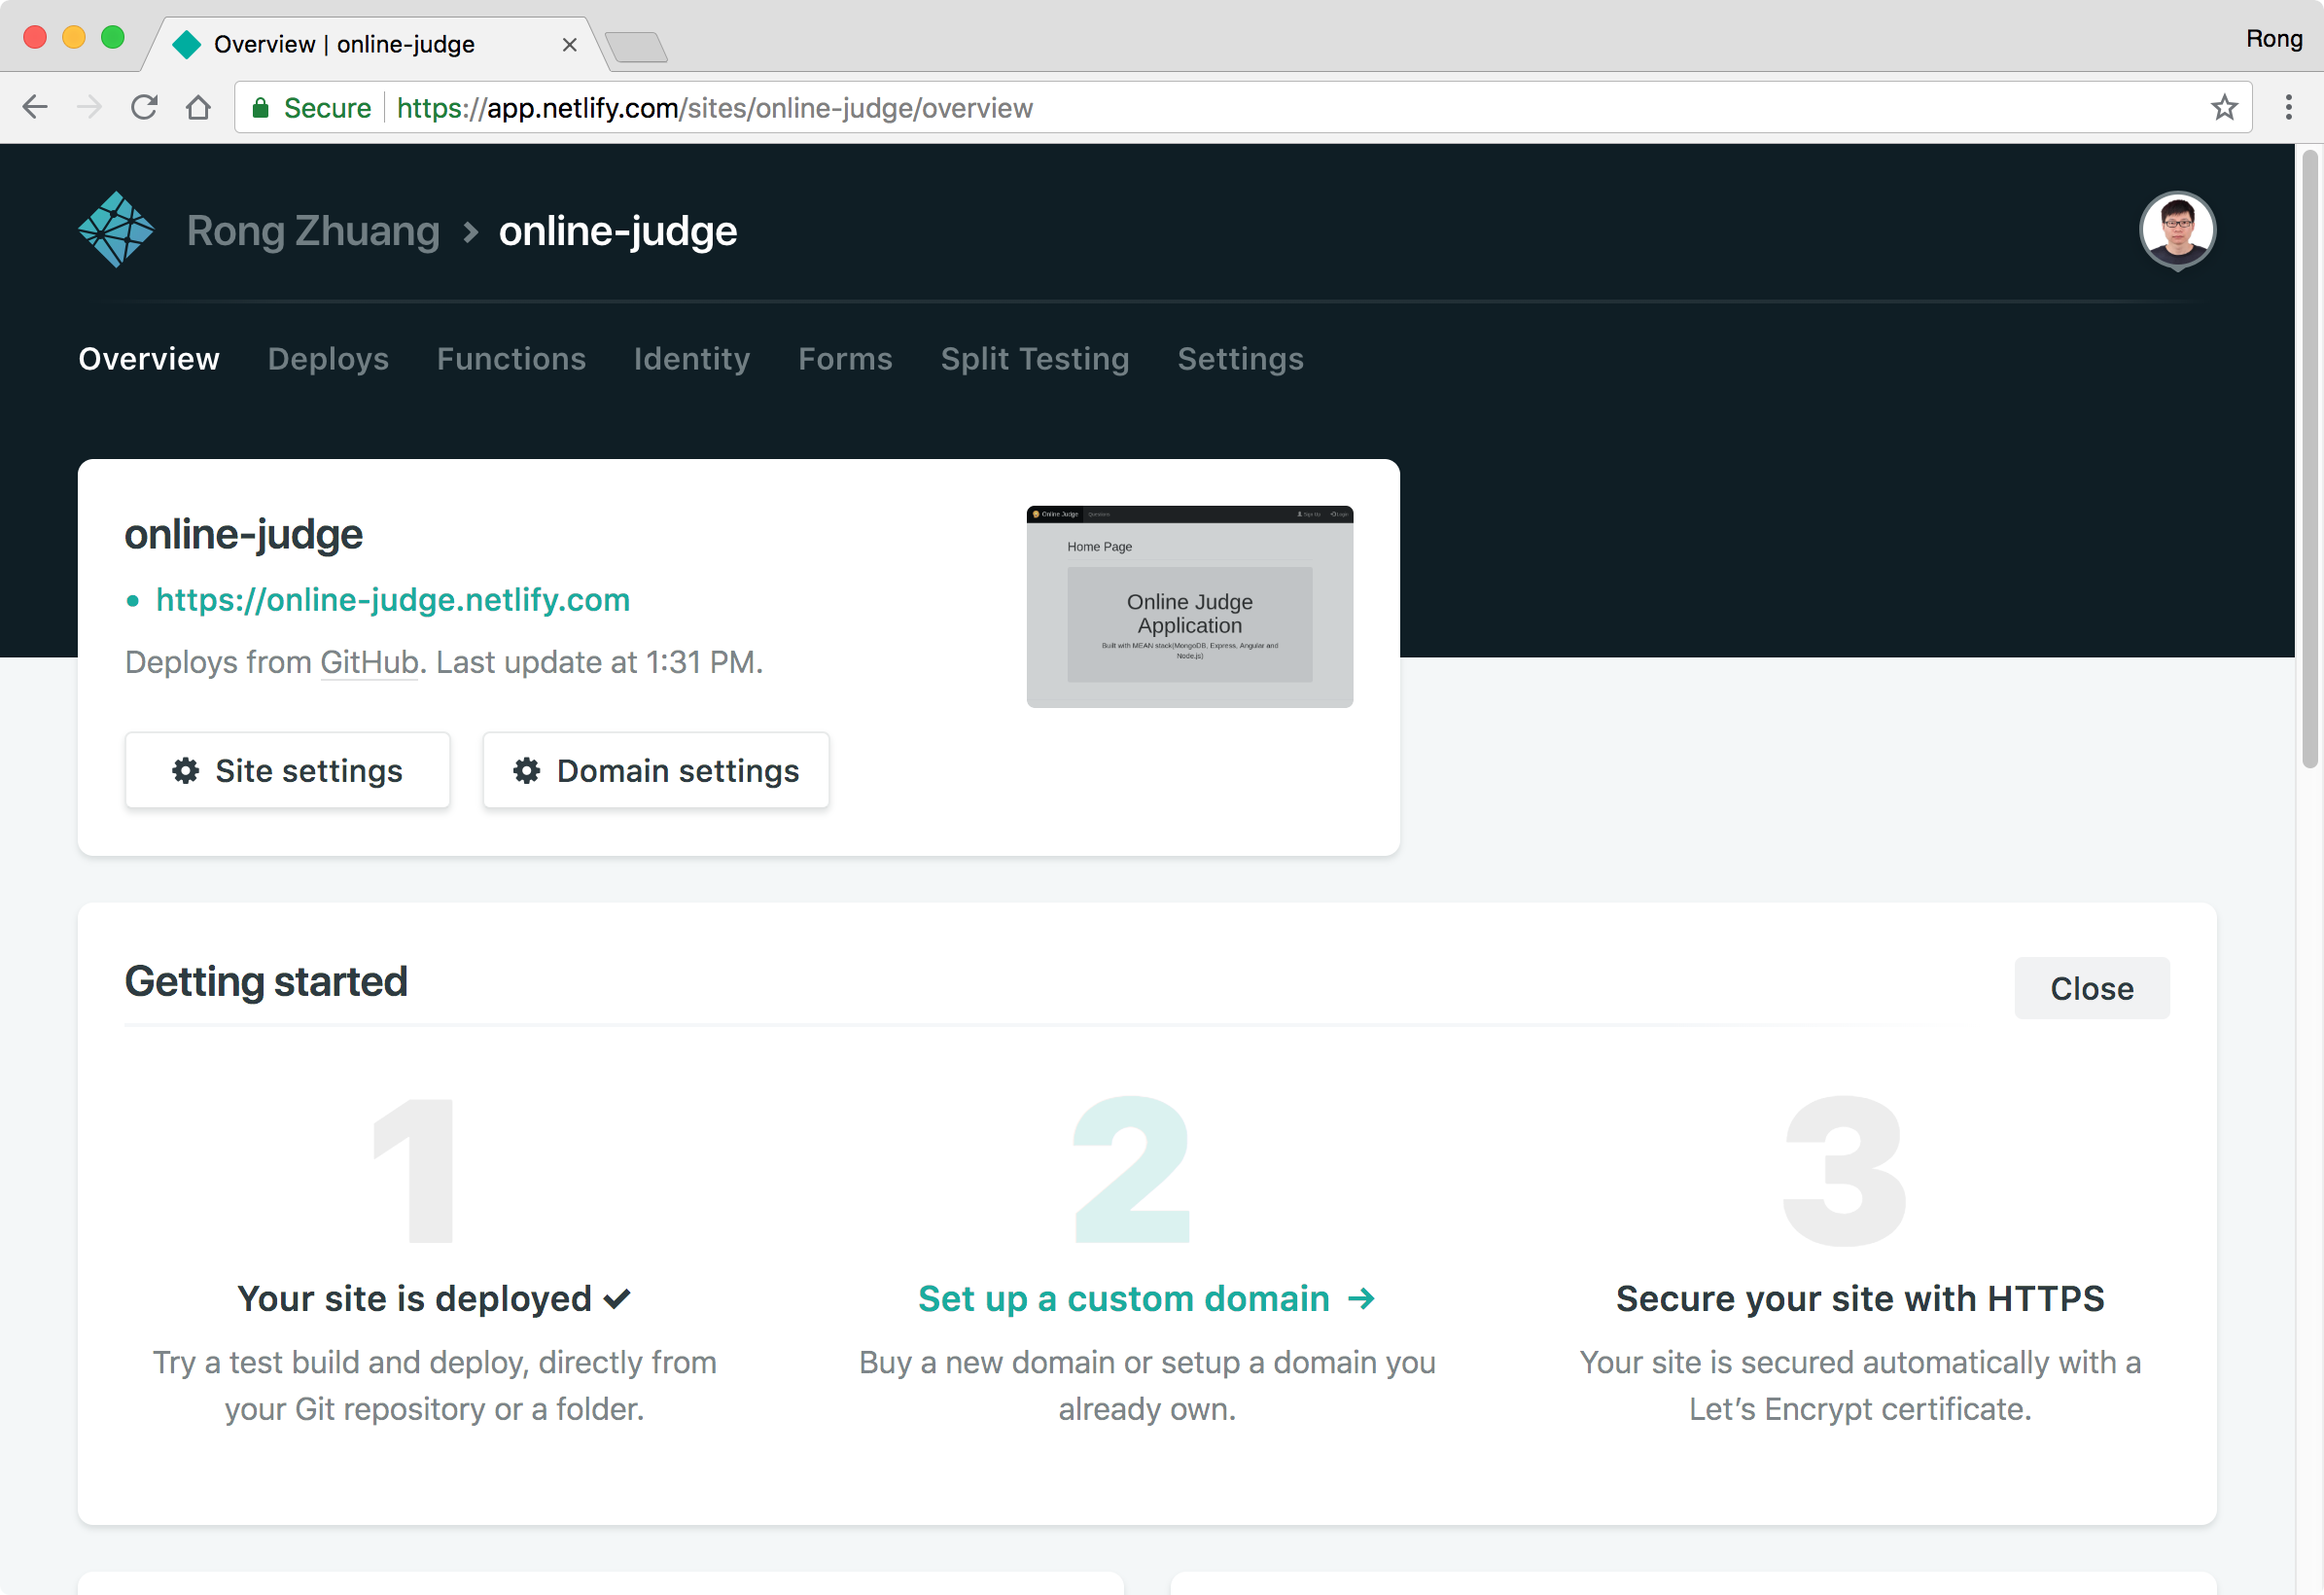 Overview | online-judge
Rong
Secure
https://app.netlify.com/sites/online-judge/overview
Rong Zhuang > online-judge
Overview Deploys Functions Identity Forms Split Testing Settings
online-judge
https://online-judge.netlify.com
Deploys from GitHub. Last update at 1:31 PM.
Site settings
Domain settings
Online Judge Questions Sign Up Login
Home Page
Online Judge
Application
Built with MEAN stack(MongoDB, Express, Angular and
Node.js)
Getting started
Close
1
Your site is deployed
Try a test build and deploy, directly from
your Git repository or a folder.
2
Set up a custom domain →
Buy a new domain or setup a domain you
already own.
3
Secure your site with HTTPS
Your site is secured automatically with a
Let’s Encrypt certificate.